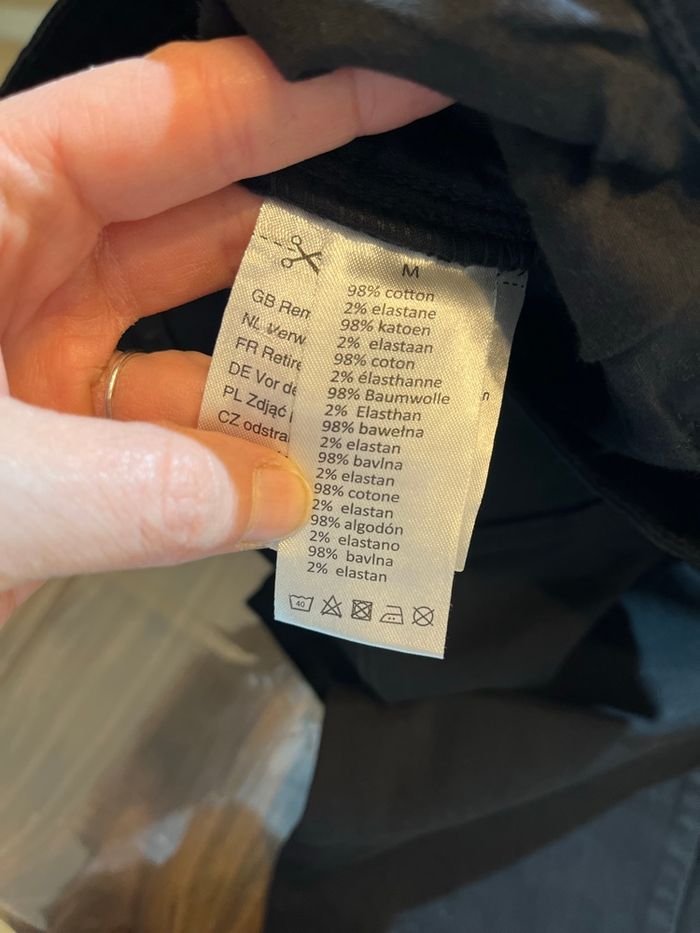 M
98% cotton
2% elastane
98% katoen
2% elastaan
98% coton
2% élasthanne
98% Baumwolle
2% Elasthan
98% bawełna
2% elastan
98% bavlna
2% elastan
98% cotone
2% elastan
98% algodón
2% elastano
98% bavlna
2% elastan
40
GB Rem
NL Verw
FR Retire
DE Vor de
PL Zdjąć
CZ odstra
n